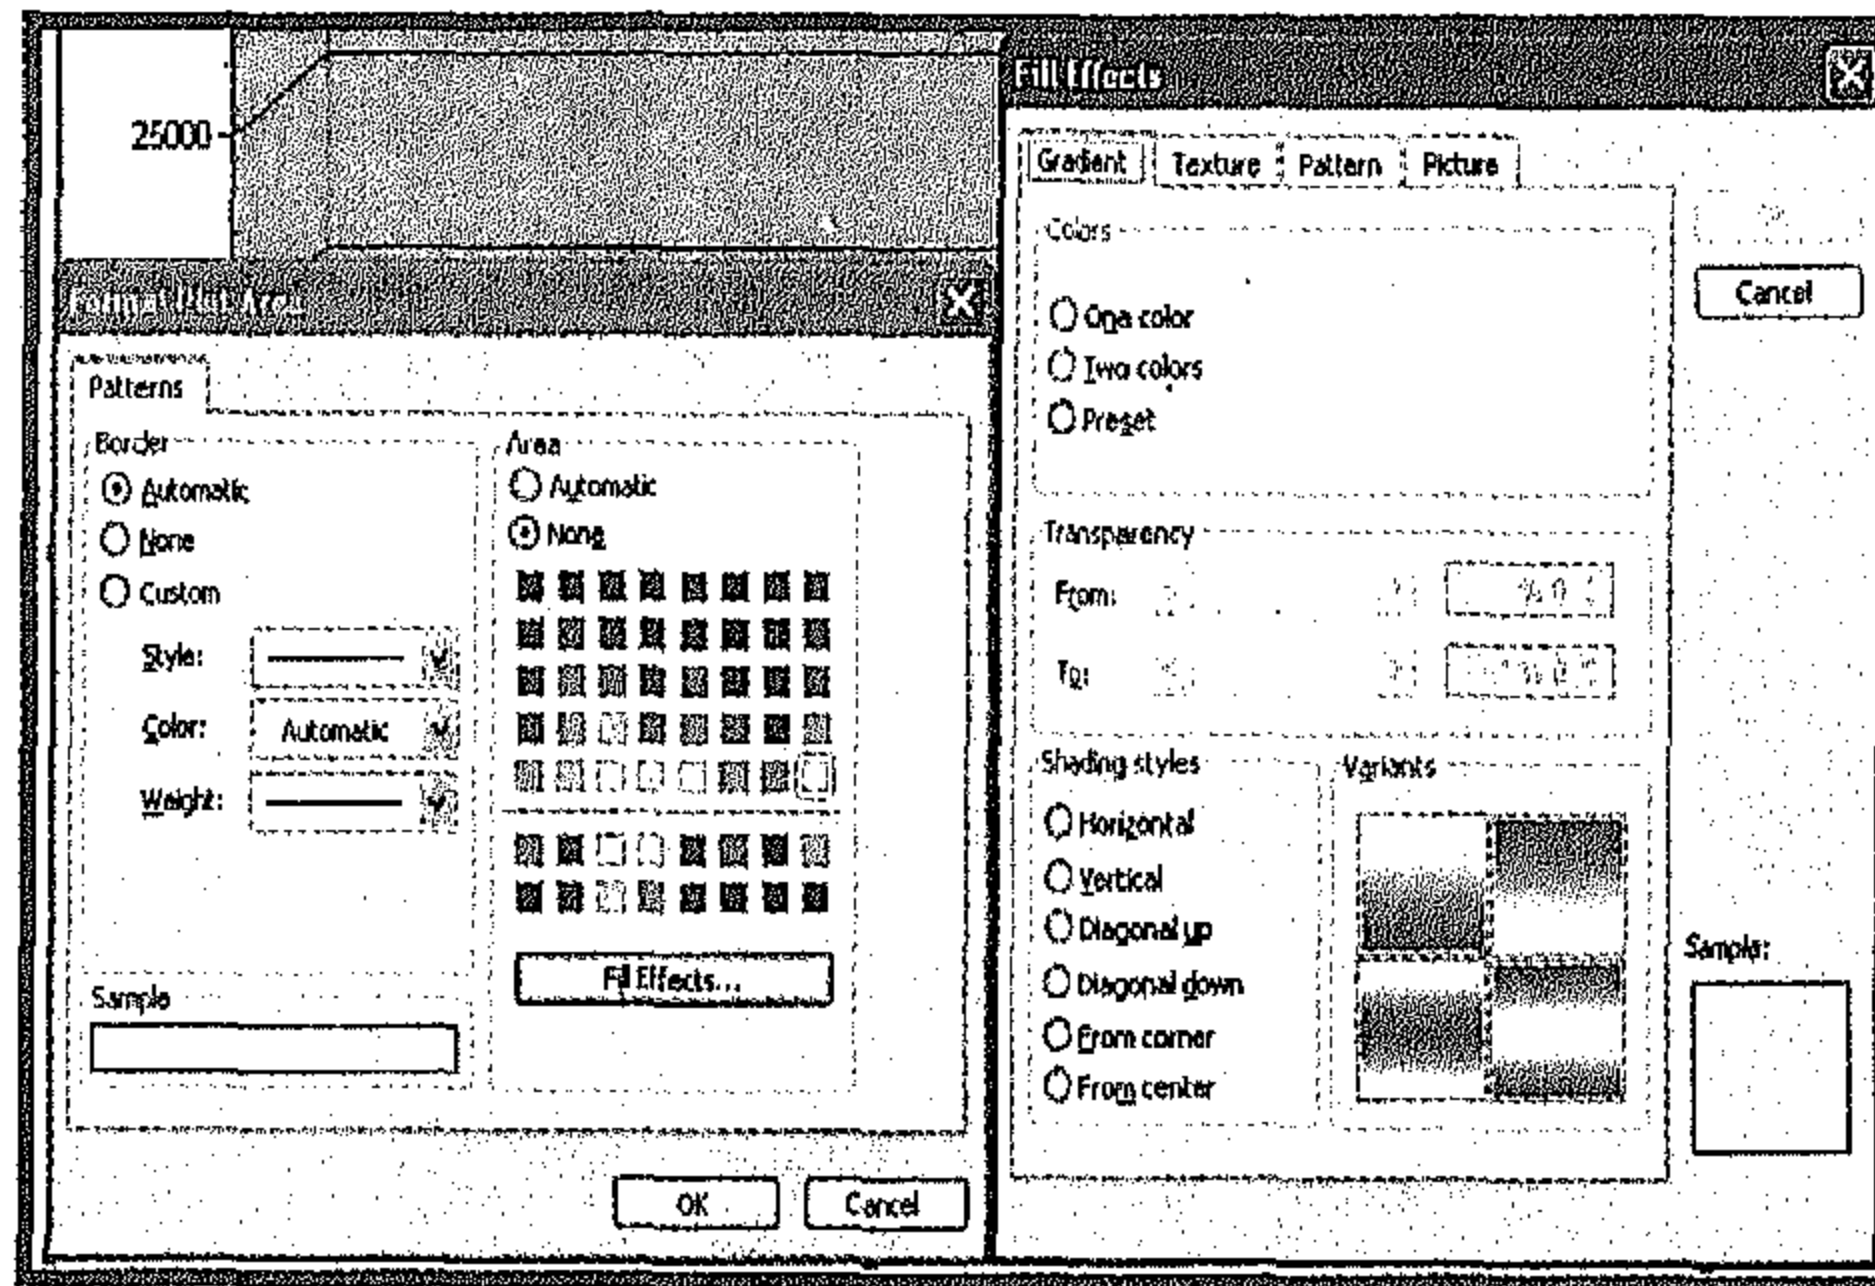 25000
Format Plot Area
Patterns
Border
Automatic
None
Custom
Style:
Color:
Automatic
Weight:
Sample
Area
Automatic
None
Fill Effects...
OK
Cancel
Fill Effects
Gradient Texture Pattern Picture
Colors
One color
Two colors
Preset
Cancel
Transparency
From: % 0
To: % 0
Shading styles
Horizontal
Vertical
Diagonal up
Diagonal down
From corner
From center
Variants
Sample: